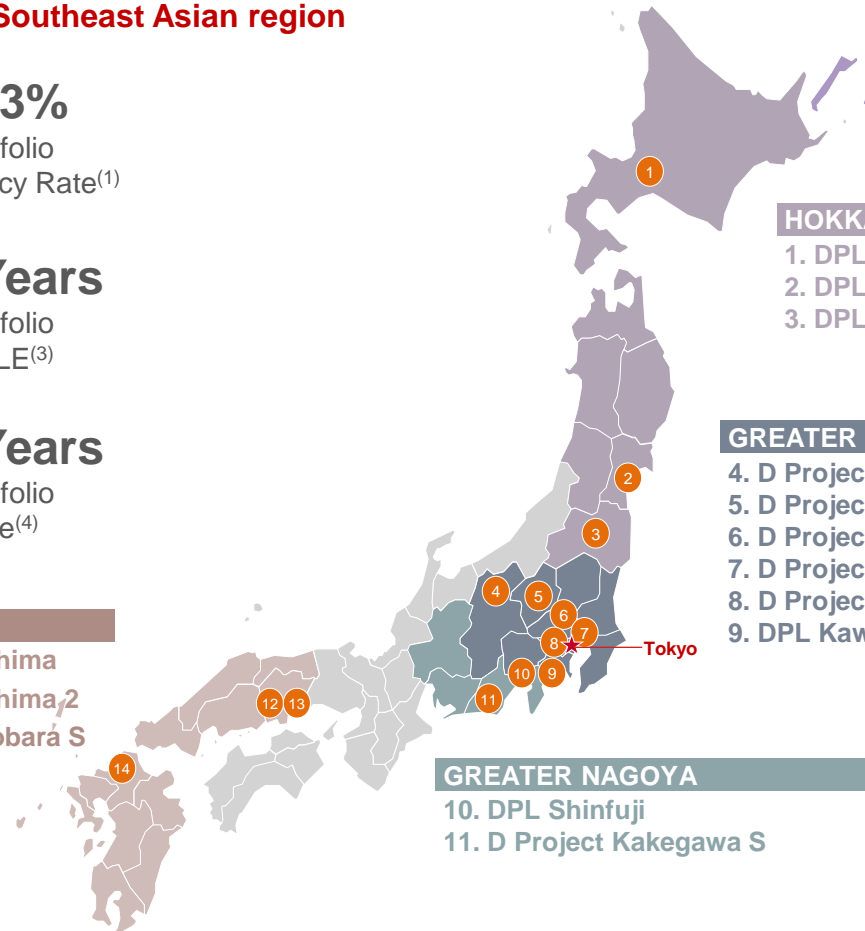 Southeast Asian region
3%
folio
cy Rate(1)
Years
folio
LE(3)
Years
folio
e(4)
hima
hima 2
obara S
HOKKA
1. DPL
2. DPL
3. DPL
GREATER
4. D Projec
5. D Projec
6. D Projec
7. D Projec
8. D Projec
9. DPL Kaw
Tokyo
GREATER NAGOYA
10. DPL Shinfuji
11. D Project Kakegawa S
1
2
3
4
5
6
7
8
9
10
11
12
13
14